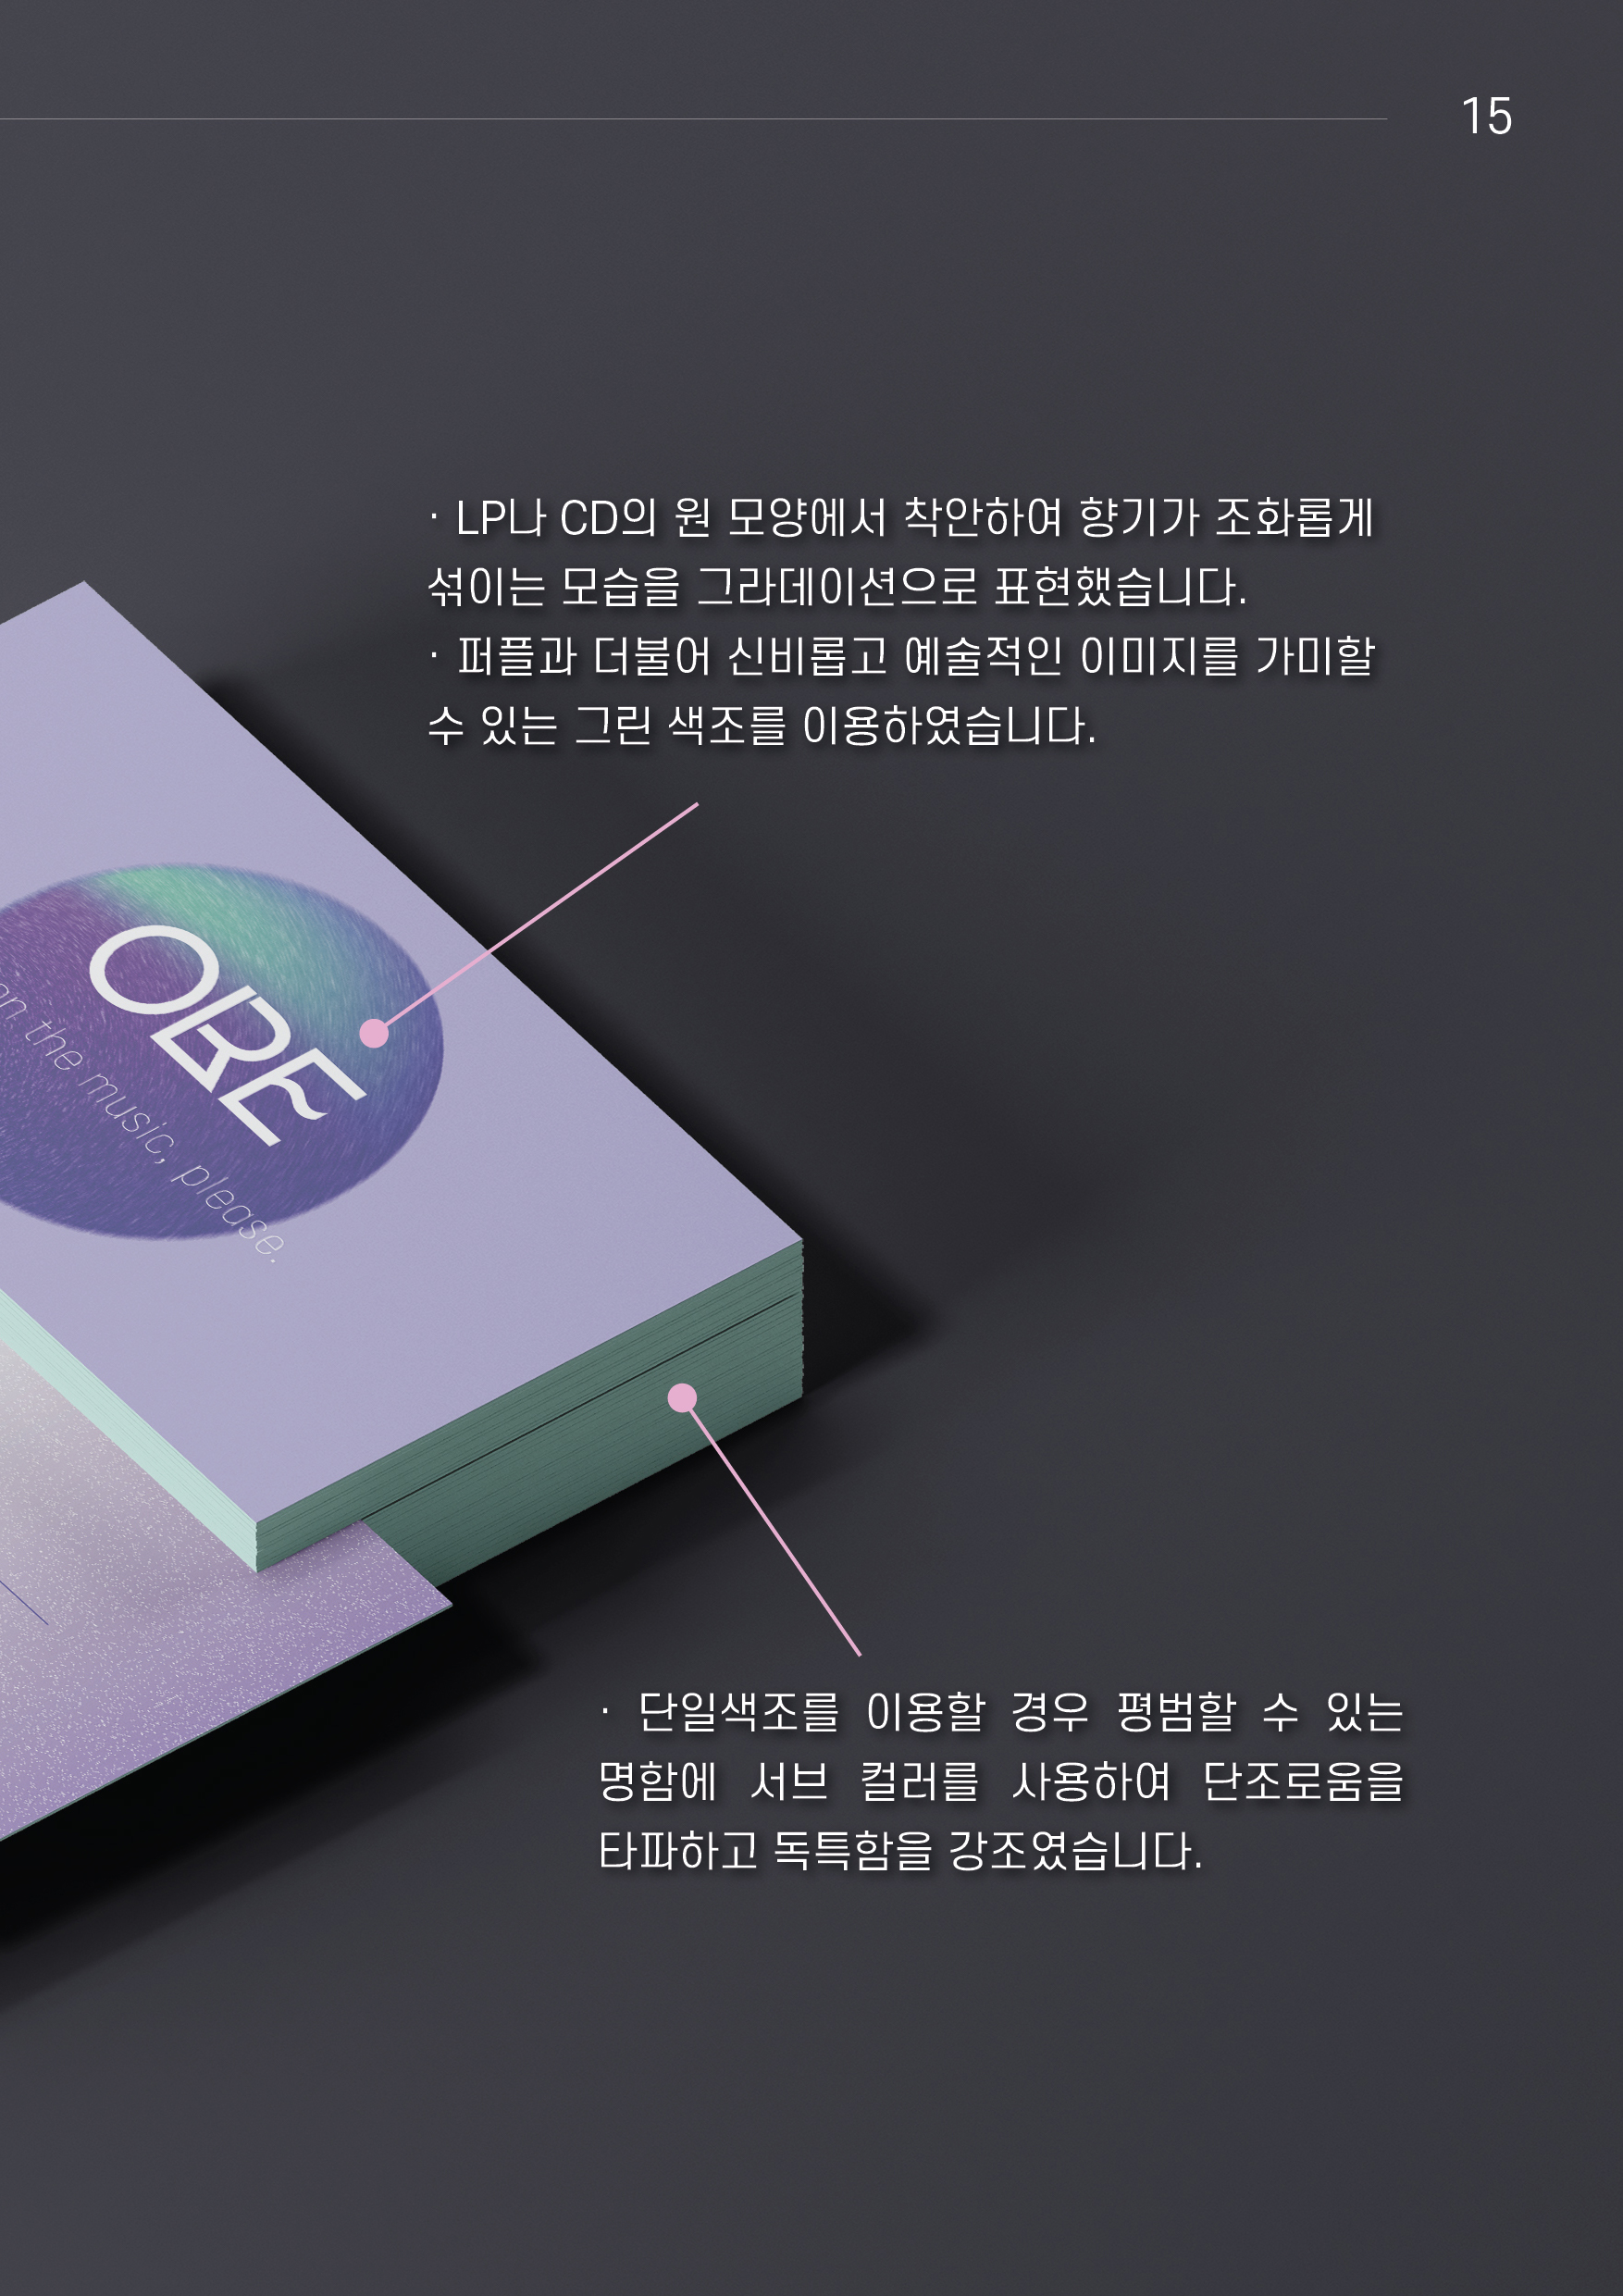 15
· LP나 CD의 원 모양에서 착안하여 향기가 조화롭게
섞이는 모습을 그라데이션으로 표현했습니다.
· 퍼플과 더불어 신비롭고 예술적인 이미지를 가미할
수 있는 그린 색조를 이용하였습니다.
ORE
on the music, please.
· 단일색조를 이용할 경우 평범할 수 있는
명함에 서브 컬러를 사용하여 단조로움을
타파하고 독특함을 강조였습니다.